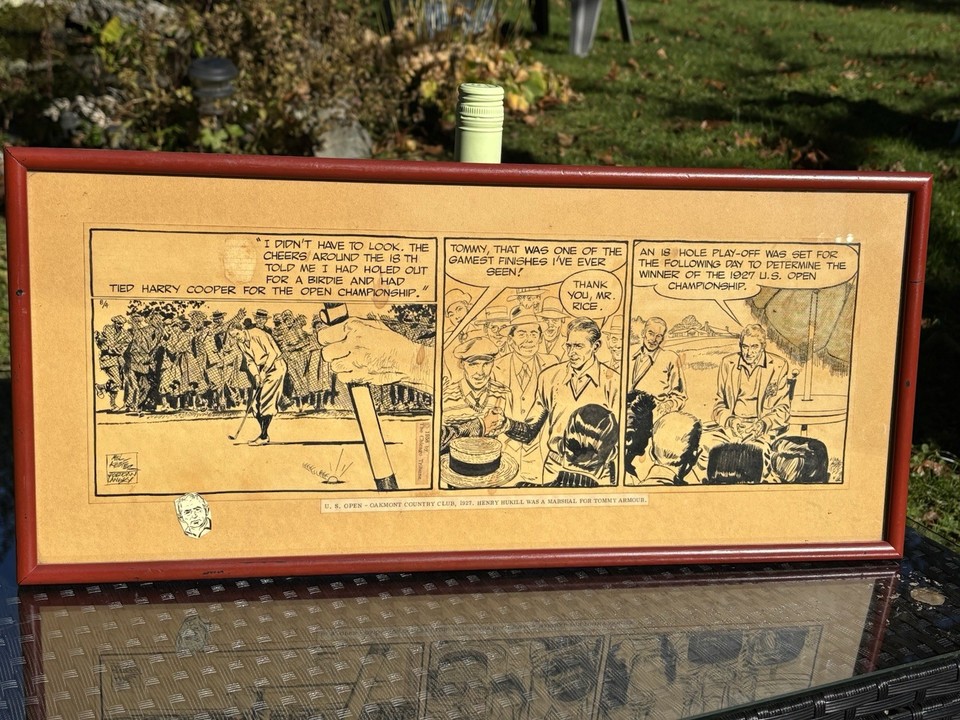 "I DIDN'T HAVE TO LOOK. THE
CHEERS AROUND THE 18TH
TOLD ME I HAD HOLED OUT
FOR A BIRDIE AND HAD
TIED HARRY COOPER FOR THE OPEN CHAMPIONSHIP."
8/4
TOMMY, THAT WAS ONE OF THE
GAMEST FINISHES I'VE EVER
SEEN!
THANK
YOU, MR.
RICE.
AN 18 HOLE PLAY-OFF WAS SET FOR
THE FOLLOWING DAY TO DETERMINE THE
WINNER OF THE 1927 U.S. OPEN
CHAMPIONSHIP.
U. S. OPEN - OAKMONT COUNTRY CLUB, 1927. HENRY HUKILL WAS A MARSHAL FOR TOMMY ARMOUR.